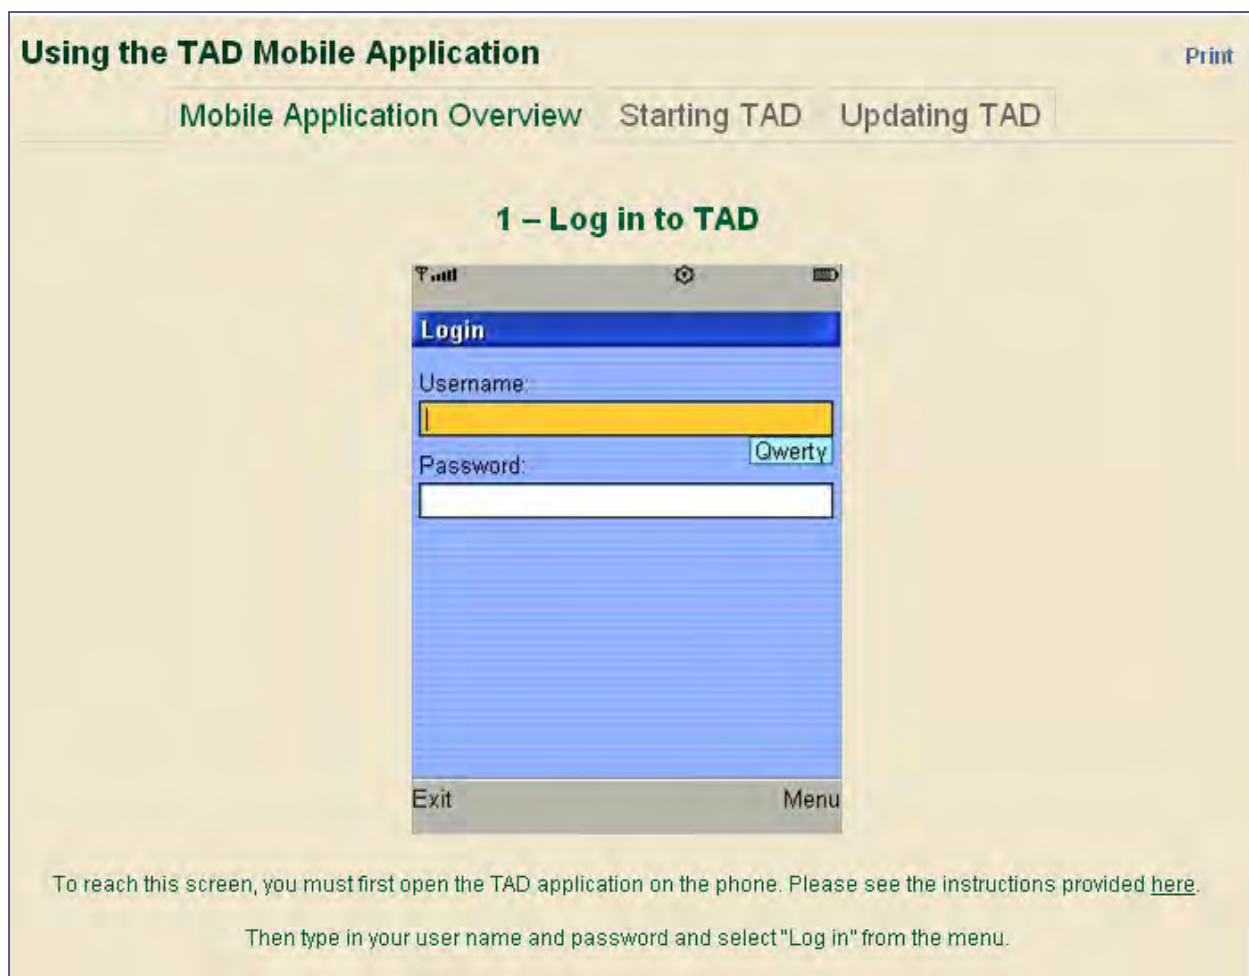 Using the TAD Mobile Application
Print
Mobile Application Overview Starting TAD Updating TAD
1 – Log in to TAD
Login
Username:
Qwerty
Password:
Exit Menu
To reach this screen, you must first open the TAD application on the phone. Please see the instructions provided here.
Then type in your user name and password and select "Log in" from the menu.